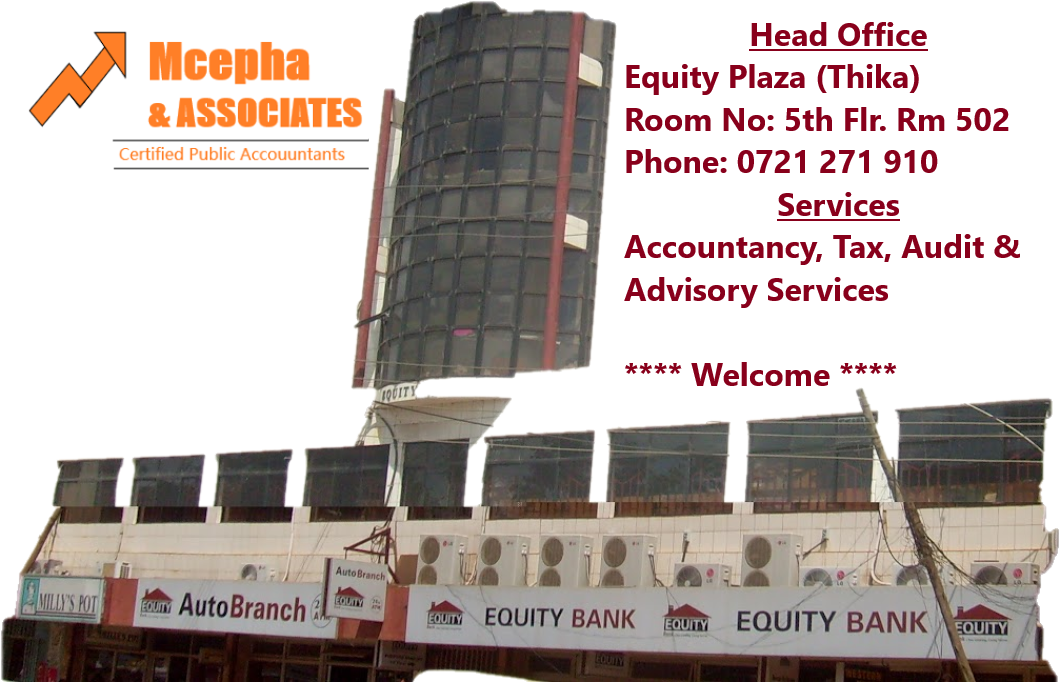 Mcepha
& ASSOCIATES
Certified Public Accountants
Head Office
Equity Plaza (Thika)
Room No: 5th Flr. Rm 502
Phone: 0721 271 910
Services
Accountancy, Tax, Audit &
Advisory Services
**** Welcome ****
EQUITY
MILLY'S POT
EQUITY
AutoBranch
AutoBranch
EQUITY
EQUITY
EQUITY BANK
EQUITY
EQUITY BANK
EQUITY
EQUITY